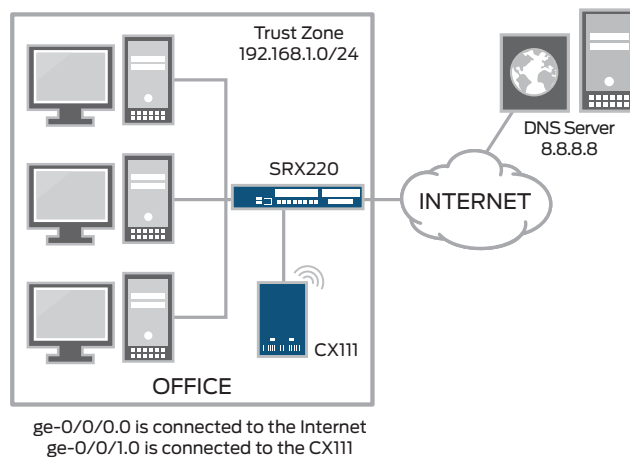 Trust Zone
192.168.1.0/24
DNS Server
8.8.8.8
SRX220
INTERNET
CX111
OFFICE
ge-0/0/0.0 is connected to the Internet
ge-0/0/1.0 is connected to the CX111